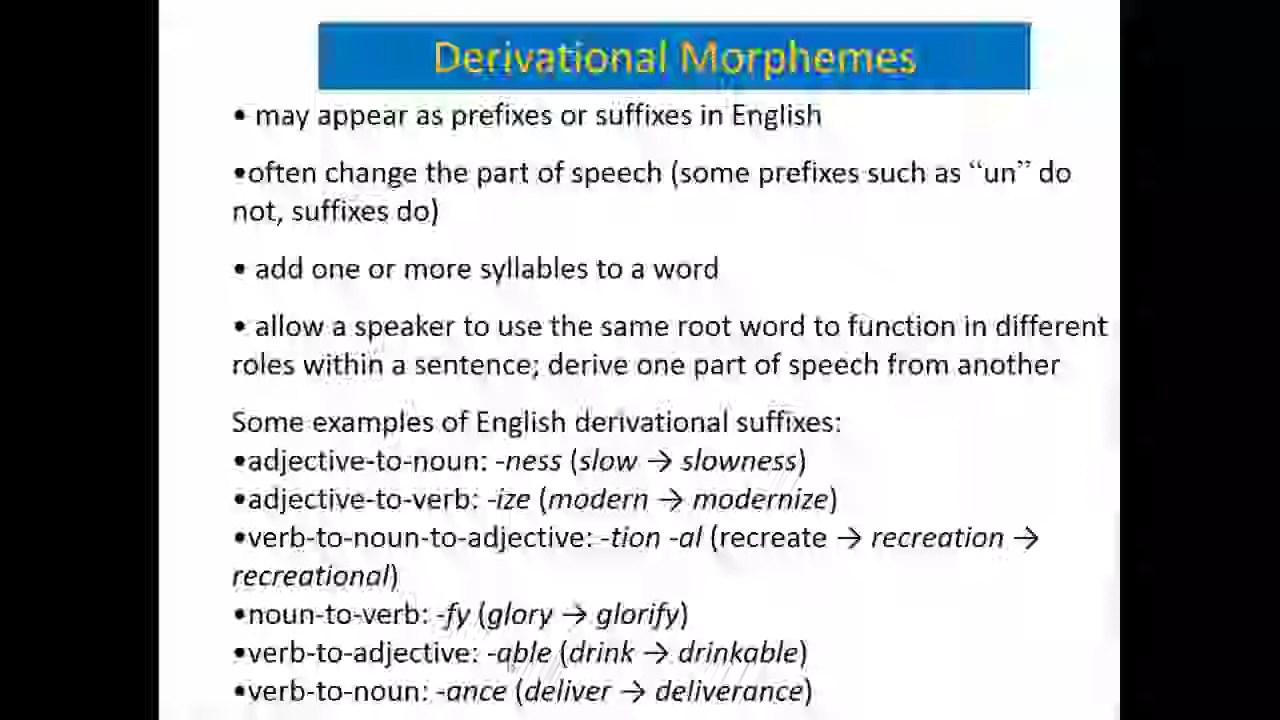 Derivational Morphemes
• may appear as prefixes or suffixes in English
•often change the part of speech (some prefixes such as “un” do
not, suffixes do)
• add one or more syllables to a word
• allow a speaker to use the same root word to function in different
roles within a sentence; derive one part of speech from another
Some examples of English derivational suffixes:
•adjective-to-noun: -ness (slow → slowness)
•adjective-to-verb: -ize (modern → modernize)
•verb-to-noun-to-adjective: -tion -al (recreate → recreation →
recreational)
•noun-to-verb: -fy (glory → glorify)
•verb-to-adjective: -able (drink → drinkable)
•verb-to-noun: -ance (deliver → deliverance)